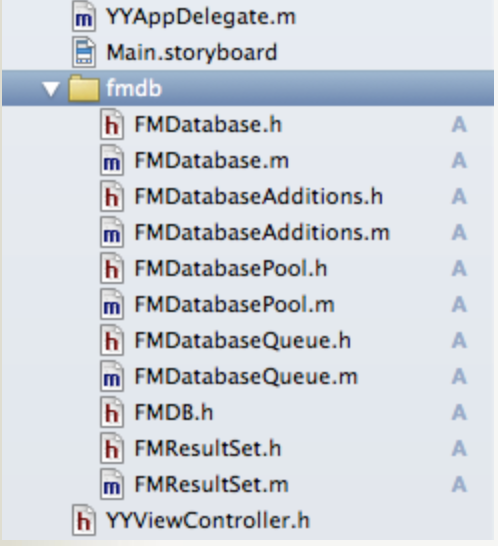 m YYAppDelegate.m
Main.storyboard
fmdb
h FMDatabase.h A
m FMDatabase.m A
h FMDatabaseAdditions.h A
m FMDatabaseAdditions.m A
h FMDatabasePool.h A
m FMDatabasePool.m A
h FMDatabaseQueue.h A
m FMDatabaseQueue.m A
h FMDB.h A
h FMResultSet.h A
m FMResultSet.m A
h YYViewController.h